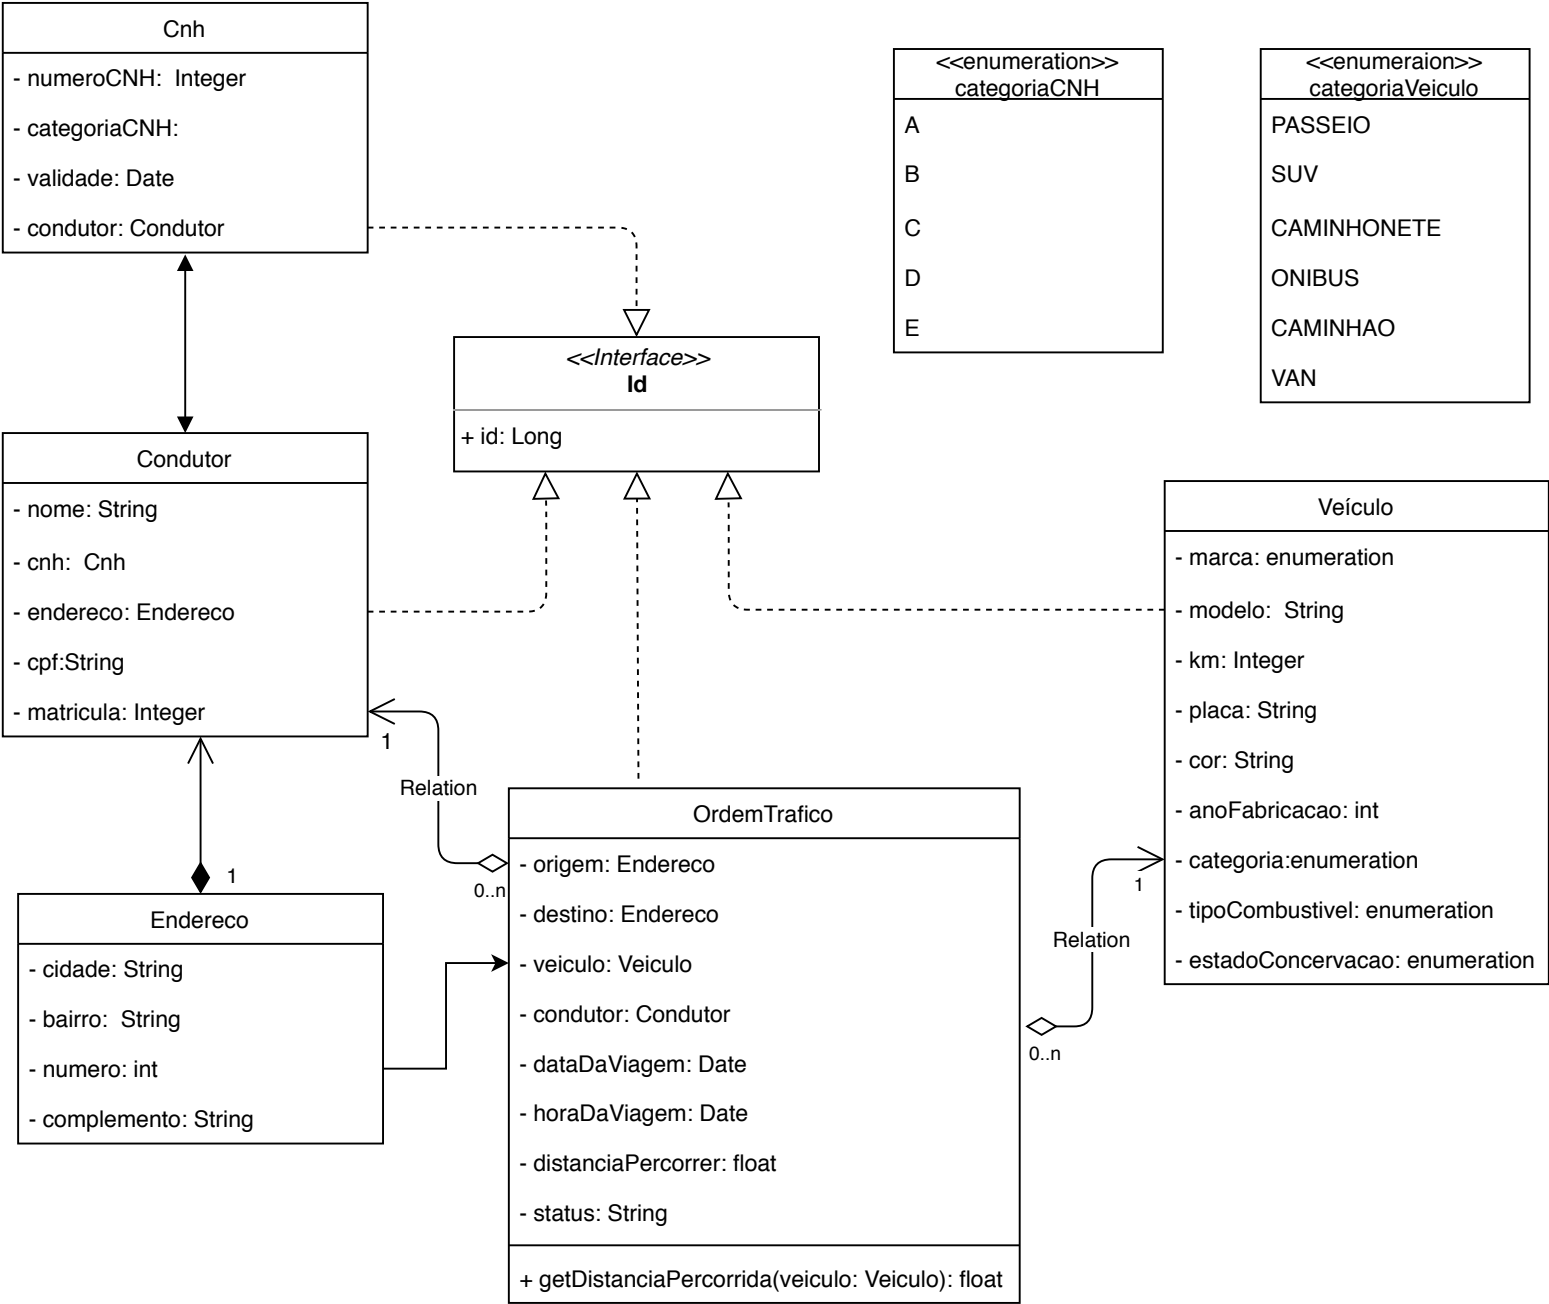 Cnh
- numeroCNH:  Integer
- categoriaCNH:
- validade: Date
- condutor: Condutor
<<enumeration>>
categoriaCNH
A
B
C
D
E
<<enumeraion>>
categoriaVeiculo
PASSEIO
SUV
CAMINHONETE
ONIBUS
CAMINHAO
VAN
<<Interface>>
Id
+ id: Long
Condutor
- nome: String
- cnh:  Cnh
- endereco: Endereco
- cpf:String
- matricula: Integer
Veículo
- marca: enumeration
- modelo:  String
- km: Integer
- placa: String
- cor: String
- anoFabricacao: int
- categoria:enumeration
- tipoCombustivel: enumeration
- estadoConcervacao: enumeration
1
Relation
0..n
1
Endereco
- cidade: String
- bairro:  String
- numero: int
- complemento: String
OrdemTrafico
- origem: Endereco
- destino: Endereco
- veiculo: Veiculo
- condutor: Condutor
- dataDaViagem: Date
- horaDaViagem: Date
- distanciaPercorrer: float
- status: String
+ getDistanciaPercorrida(veiculo: Veiculo): float
1
Relation
0..n